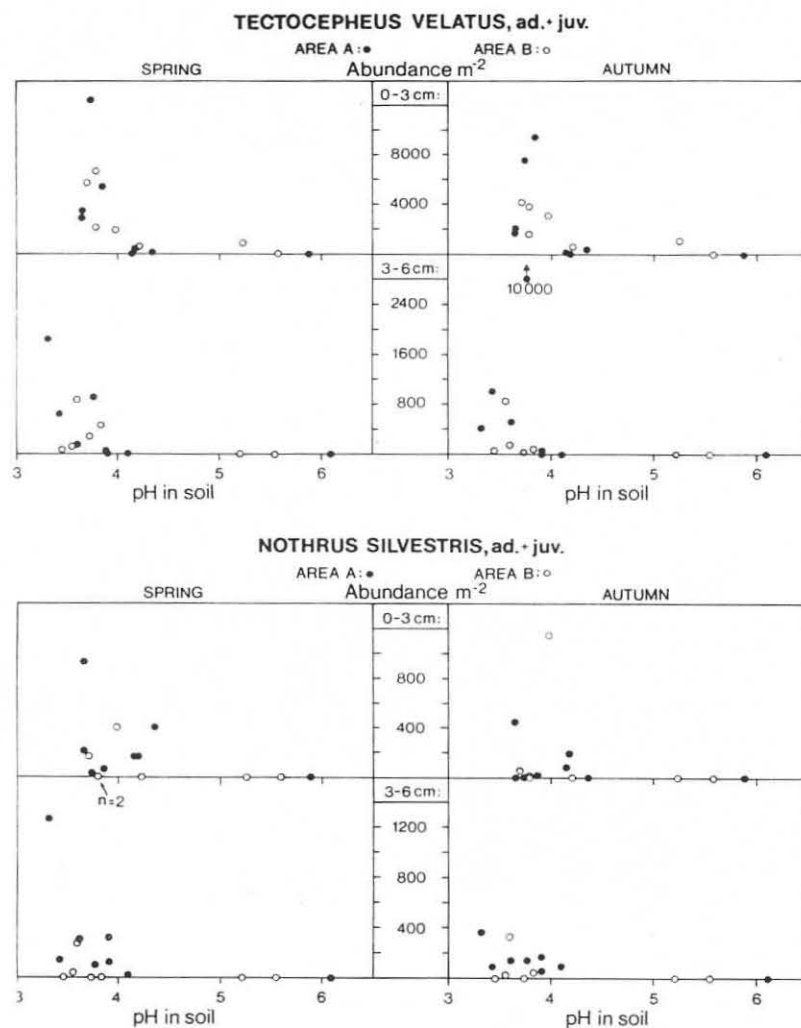 TECTOCEPHEUS VELATUS, ad.+ juv.
AREA A: AREA B:
SPRING Abundance m-2 AUTUMN
0-3 cm:
8000
4000
3-6 cm:
10 000
2400
1600
800
3 4 5 6 3 4 5 6
pH in soil pH in soil
NOTHRUS SILVESTRIS, ad.+ juv.
AREA A: AREA B:
SPRING Abundance m-2 AUTUMN
0-3 cm:
800
400
n=2
3-6 cm:
1200
800
400
3 4 5 6 3 4 5 6
pH in soil pH in soil